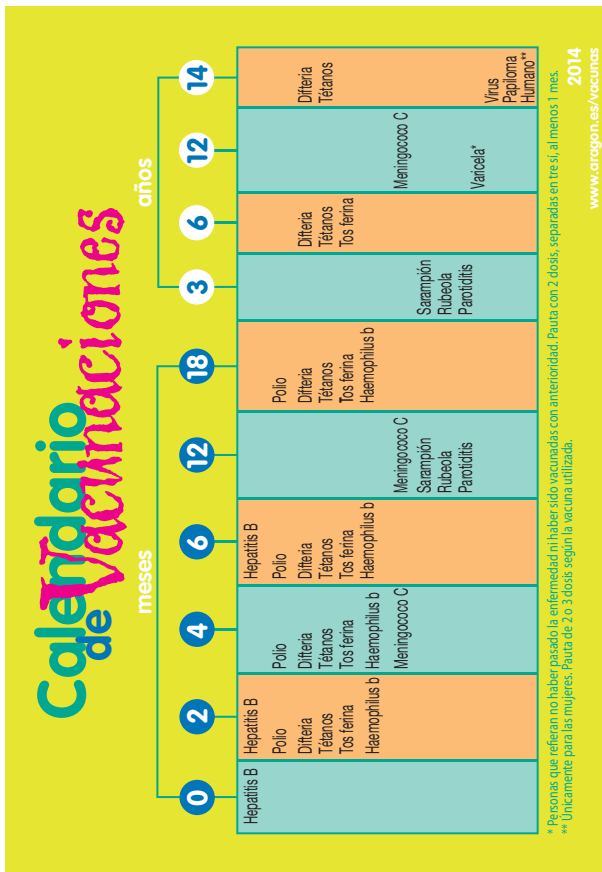 Calendario
de Vacunaciones
meses
años
0
2
4
6
12
18
3
6
12
14
Hepatitis B
Hepatitis B
Polio
Difteria
Tétanos
Tos ferina
Haemophilus b
Polio
Difteria
Tétanos
Tos ferina
Haemophilus b
Meningococo C
Hepatitis B
Polio
Difteria
Tétanos
Tos ferina
Haemophilus b
Meningococo C
Sarampión
Rubeola
Parotiditis
Polio
Difteria
Tétanos
Tos ferina
Haemophilus b
Sarampión
Rubeola
Parotiditis
Difteria
Tétanos
Tos ferina
Meningococo C
Varicela*
Difteria
Tétanos
Virus
Papiloma
Humano**
* Personas que refieran no haber pasado la enfermedad ni haber sido vacunadas con anterioridad. Pauta con 2 dosis, separadas entre sí, al menos 1 mes.
** Únicamente para las mujeres. Pauta de 2 o 3 dosis según la vacuna utilizada.
2014
www.aragon.es/vacunas